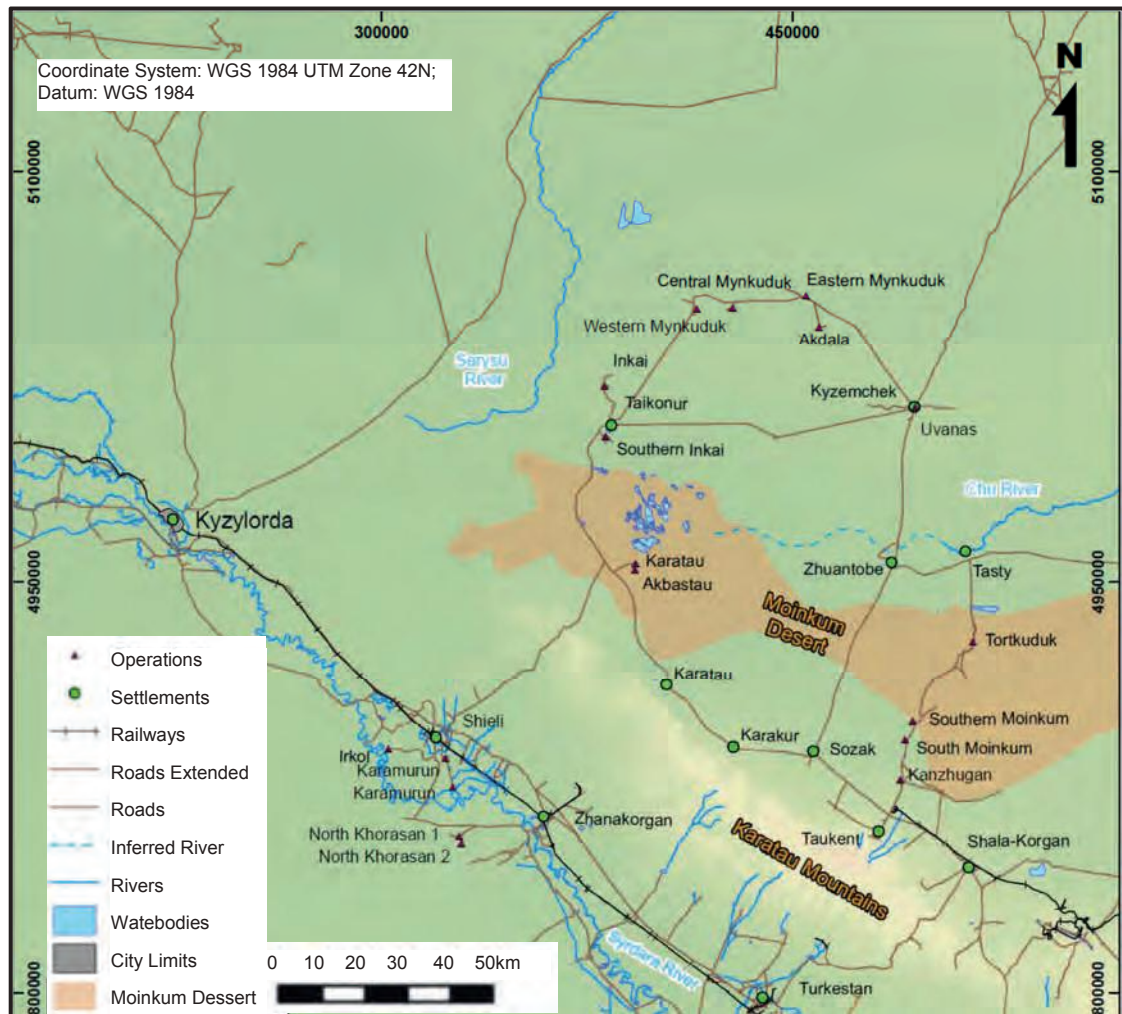 300000
450000
Coordinate System: WGS 1984 UTM Zone 42N;
Datum: WGS 1984
N
5100000
5100000
Central Mynkuduk
Eastern Mynkuduk
Western Mynkuduk
Akdala
Sarysu
River
Inkai
Kyzemchek
Taikonur
Uvanas
Southern Inkai
Chu River
Kyzylorda
Karatau
Zhuantobe
Tasty
Akbastau
4950000
4950000
Moinkum
Desert
Tortkuduk
Karatau
Southern Moinkum
Shieli
Karakur
Sozak
South Moinkum
Irkol
Karamurun
Kanzhugan
Karamurun
Zhanakorgan
North Khorasan 1
Taukent
Shala-Korgan
North Khorasan 2
Karatau Mountains
Syrdara River
Turkestan
Operations
Settlements
Railways
Roads Extended
Roads
Inferred River
Rivers
Watebodies
City Limits
Moinkum Dessert
0 10 20 30 40 50km
800000
800000